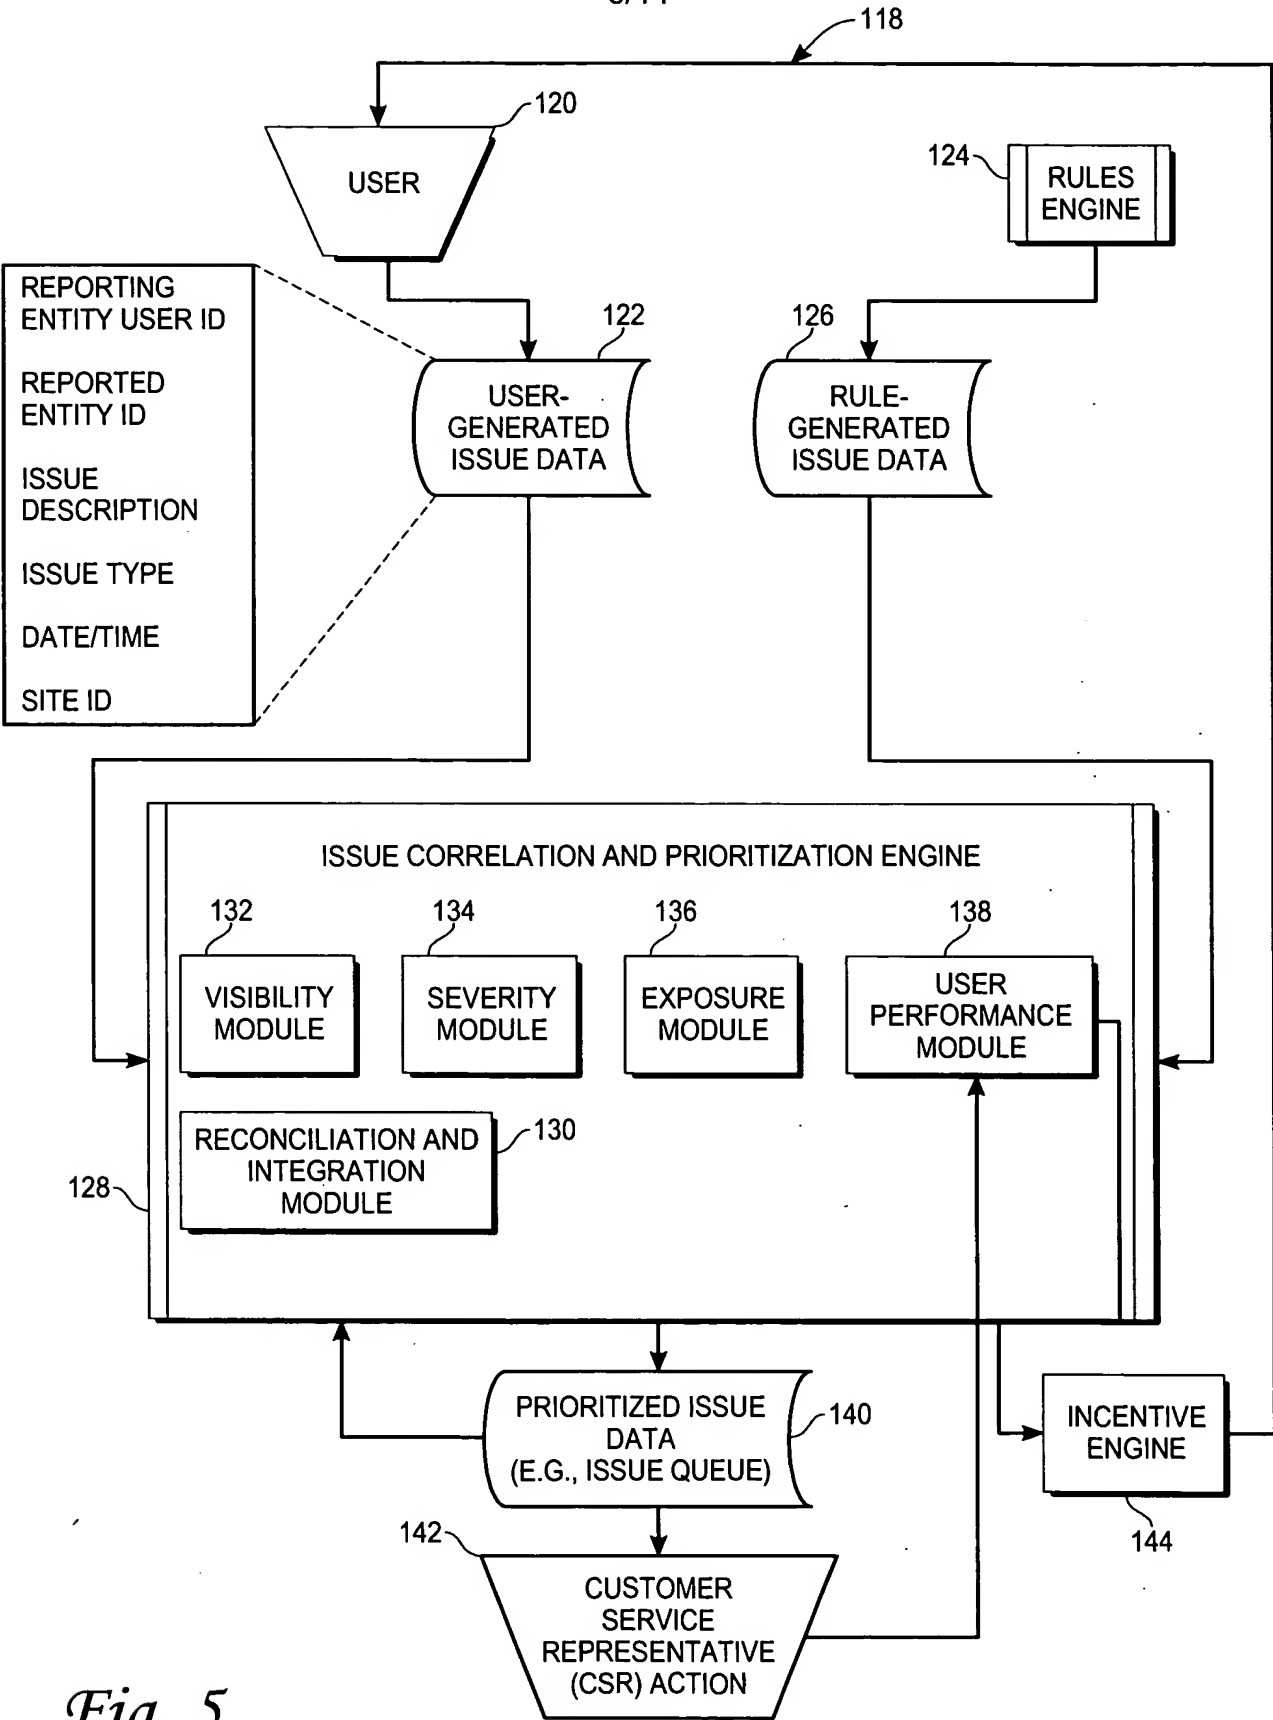 118
120
USER
124
RULES
ENGINE
REPORTING
ENTITY USER ID
REPORTED
ENTITY ID
ISSUE
DESCRIPTION
ISSUE TYPE
DATE/TIME
SITE ID
122
USER-
GENERATED
ISSUE DATA
126
RULE-
GENERATED
ISSUE DATA
ISSUE CORRELATION AND PRIORITIZATION ENGINE
132
VISIBILITY
MODULE
134
SEVERITY
MODULE
136
EXPOSURE
MODULE
138
USER
PERFORMANCE
MODULE
RECONCILIATION AND
INTEGRATION
MODULE
130
128
PRIORITIZED ISSUE
DATA
(E.G., ISSUE QUEUE)
140
INCENTIVE
ENGINE
144
142
CUSTOMER
SERVICE
REPRESENTATIVE
(CSR) ACTION
Fig. 5